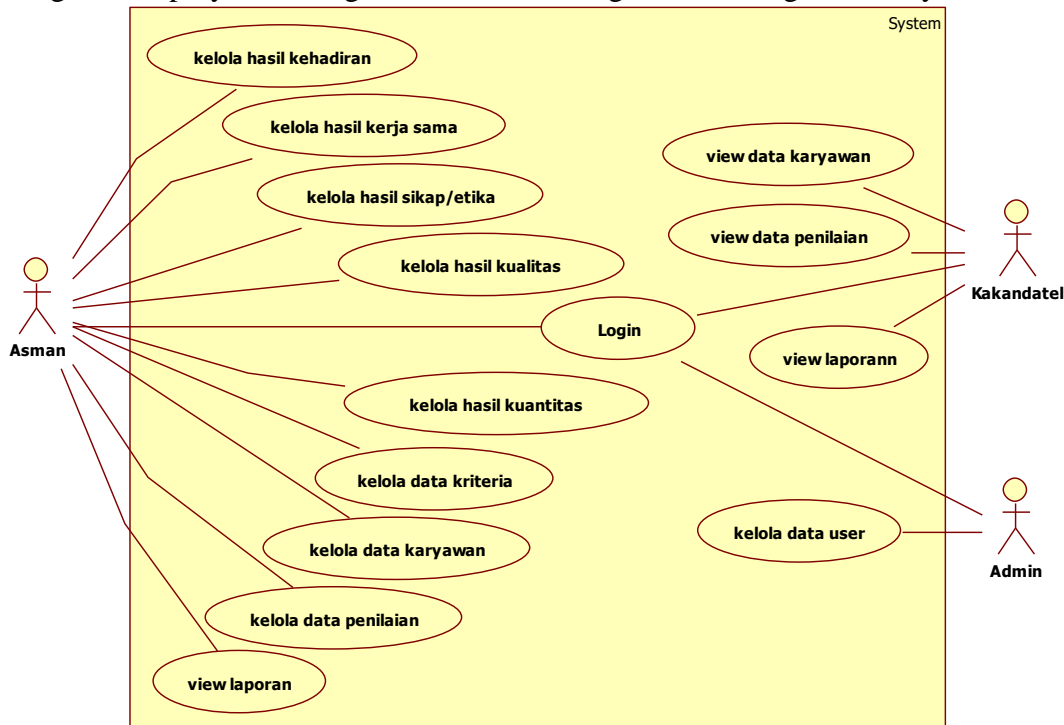 System
kelola hasil kehadiran
kelola hasil kerja sama
view data karyawan
kelola hasil sikap/etika
view data penilaian
kelola hasil kualitas
Kakandatel
Login
Asman
view laporann
kelola hasil kuantitas
kelola data kriteria
kelola data user
kelola data karyawan
Admin
kelola data penilaian
view laporan